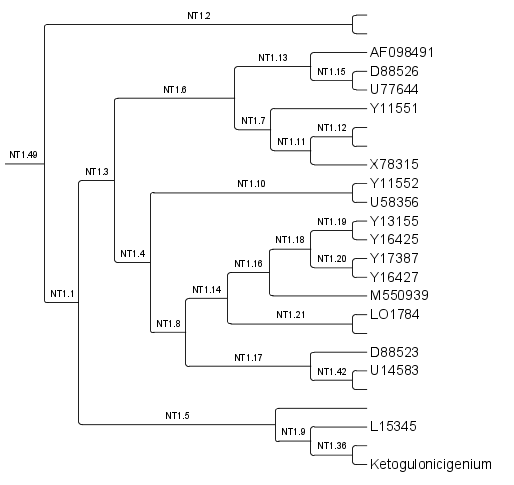 NT1.2
AF098491
NT1.13
D88526
NT1.15
U77644
NT1.6
Y11551
NT1.7
NT1.12
NT1.11
NT1.49
X78315
NT1.3
Y11552
NT1.10
U58356
Y13155
NT1.19
Y16425
NT1.18
NT1.4
Y17387
NT1.20
NT1.16
Y16427
NT1.14
M550939
NT1.1
LO1784
NT1.21
NT1.8
D88523
NT1.17
U14583
NT1.42
NT1.5
L15345
NT1.9
NT1.36
Ketogulonicigenium